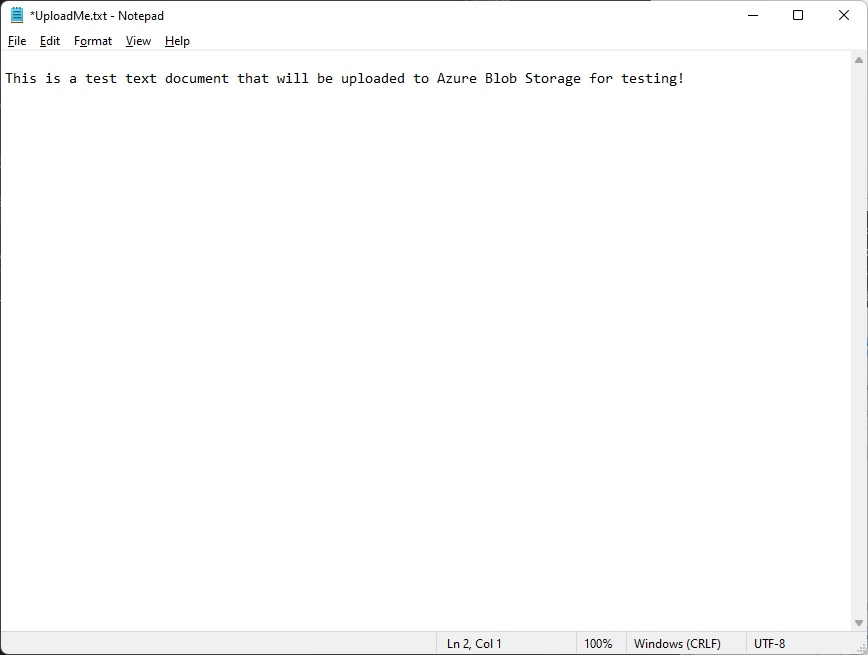 *UploadMe.txt - Notepad
File Edit Format View Help
This is a test text document that will be uploaded to Azure Blob Storage for testing!
Ln 2, Col 1 100% Windows (CRLF) UTF-8